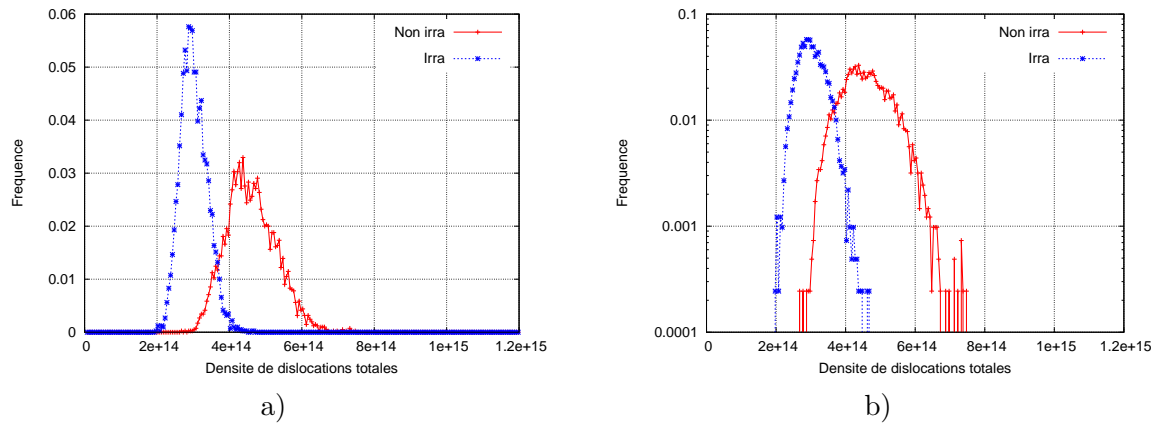 0.06
0.05
0.04
0.03
0.02
0.01
0
Frequence
Non irra
Irra
0 2e+14 4e+14 6e+14 8e+14 1e+15 1.2e+15
Densite de dislocations totales
a)
0.1
0.01
0.001
0.0001
Frequence
Non irra
Irra
0 2e+14 4e+14 6e+14 8e+14 1e+15 1.2e+15
Densite de dislocations totales
b)